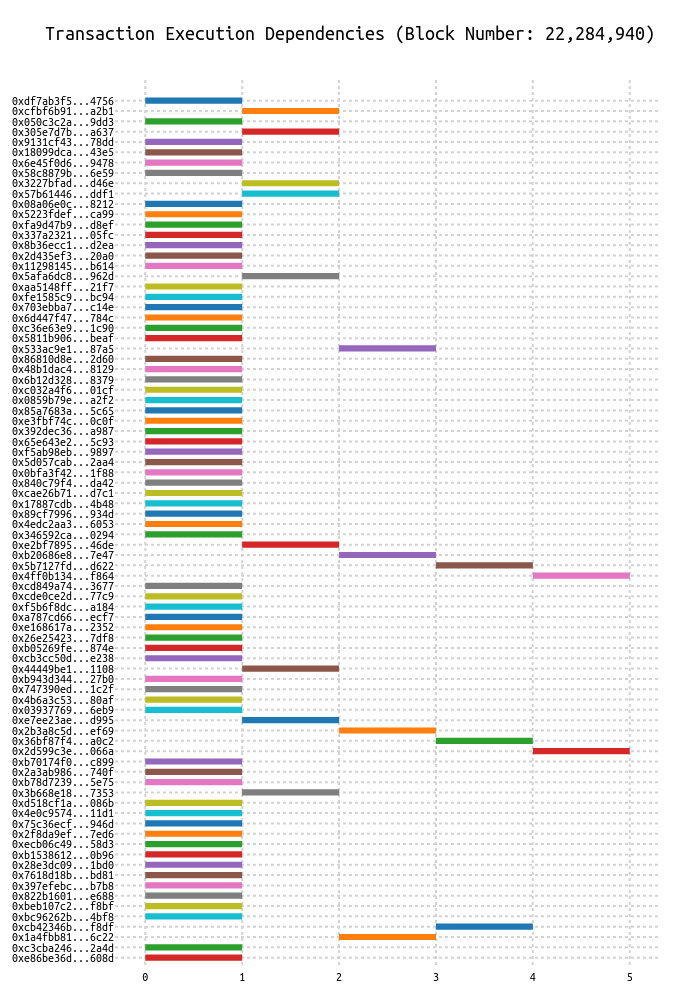 Transaction Execution Dependencies (Block Number: 22,284,940)
0xdf7ab3f5...4756
0xcfbf6b91...a2b1
0x050c3c2a...9dd3
0x305e7d7b...a637
0x9131cf43...78dd
0x18099dca...43e5
0x6e45f0d6...9478
0x58c8879b...6e59
0x3227bfad...d46e
0x57b61446...ddf1
0x08a06e0c...8212
0x5223fdef...ca99
0xfa9d47b9...d8ef
0x337a2321...05fc
0x8b36ecc1...d2ea
0x2d435ef3...20a0
0x11298145...b614
0x5afa6dc8...962d
0xaa5148ff...21f7
0xfe1585c9...bc94
0x703ebba7...c14e
0x6d447f47...784c
0xc36e63e9...1c90
0x5811b906...beaf
0x533ac9e1...87a5
0x86810d8e...2d60
0x48b1dac4...8129
0x6b12d328...8379
0xc032a4f6...01cf
0x0859b79e...a2f2
0x85a7683a...5c65
0xe3fbf74c...0c0f
0x392dec36...a987
0x65e643e2...5c93
0xf5ab98eb...9897
0x5d057cab...2aa4
0x0bfa3f42...1f88
0x840c79f4...da42
0xcae26b71...d7c1
0x17887cdb...4b48
0x89cf7996...934d
0x4edc2aa3...6053
0x346592ca...0294
0xe2bf7895...46de
0xb20686e8...7e47
0x5b7127fd...d622
0x4ff0b134...f864
0xcd849a74...3677
0xcde0ce2d...77c9
0xf5b6f8dc...a184
0xa787cd66...ecf7
0xe168617a...2352
0x26e25423...7df8
0xb05269fe...874e
0xcb3cc50d...e238
0x44449be1...1108
0xb943d344...27b0
0x747390ed...1c2f
0x4b6a3c53...80af
0x03937769...6eb9
0xe7ee23ae...d995
0x2b3a8c5d...ef69
0x36bf87f4...a0c2
0x2d599c3e...066a
0xb70174f0...c899
0x2a3ab986...740f
0xb78d7239...5e75
0x3b668e18...7353
0xd518cf1a...086b
0x4e0c9574...11d1
0x75c36ecf...946d
0x2f8da9ef...7ed6
0xecb06c49...58d3
0xb1538612...0b96
0x28e3dc09...1bd0
0x7618d18b...bd81
0x397efebc...b7b8
0x822b1601...e688
0xbeb107c2...f8bf
0xbc96262b...4bf8
0xcb42346b...f8df
0x1a4fbb81...6c22
0xc3cba246...2a4d
0xe86be36d...608d
0 1 2 3 4 5